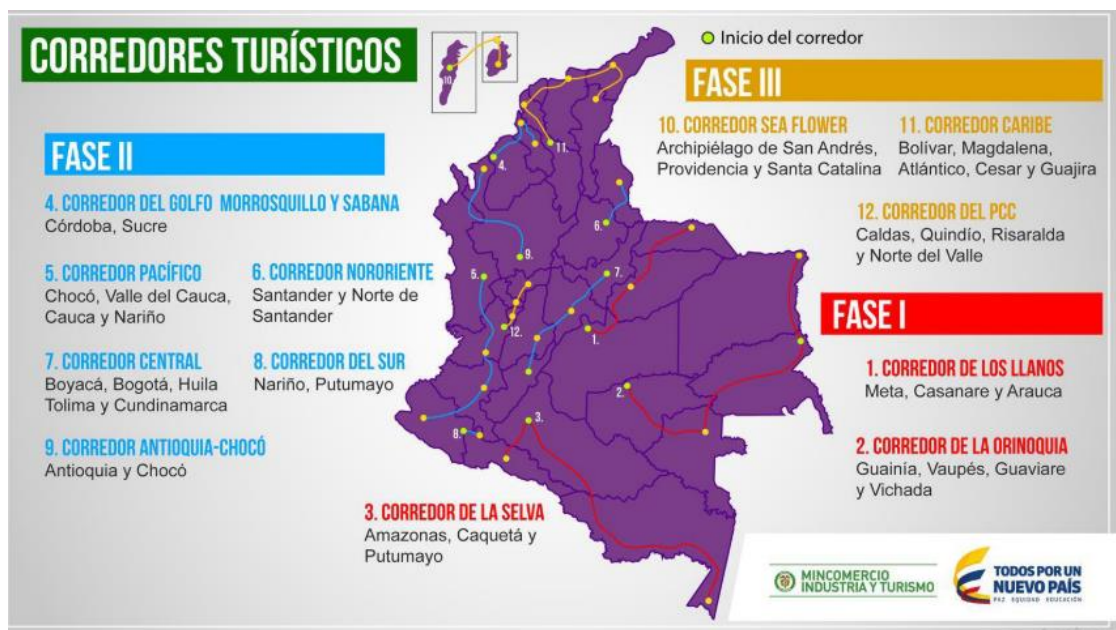 CORREDORES TURÍSTICOS
Inicio del corredor
FASE III
10. CORREDOR SEA FLOWER
Archipiélago de San Andrés,
Providencia y Santa Catalina
11. CORREDOR CARIBE
Bolívar, Magdalena,
Atlántico, Cesar y Guajira
12. CORREDOR DEL PCC
Caldas, Quindío, Risaralda
y Norte del Valle
FASE II
4. CORREDOR DEL GOLFO MORROSQUILLO Y SABANA
Córdoba, Sucre
5. CORREDOR PACÍFICO
Chocó, Valle del Cauca,
Cauca y Nariño
6. CORREDOR NORORIENTE
Santander y Norte de
Santander
7. CORREDOR CENTRAL
Boyacá, Bogotá, Huila
Tolima y Cundinamarca
8. CORREDOR DEL SUR
Nariño, Putumayo
9. CORREDOR ANTIOQUIA-CHOCÓ
Antioquia y Chocó
FASE I
1. CORREDOR DE LOS LLANOS
Meta, Casanare y Arauca
2. CORREDOR DE LA ORINOQUIA
Guainía, Vaupés, Guaviare
y Vichada
3. CORREDOR DE LA SELVA
Amazonas, Caquetá y
Putumayo
10.
11.
4.
6.
9.
5.
7.
12.
1.
2.
3.
8.
MINCOMERCIO
INDUSTRIA Y TURISMO
TODOS POR UN
NUEVO PAÍS
PAZ EQUIDAD EDUCACIÓN